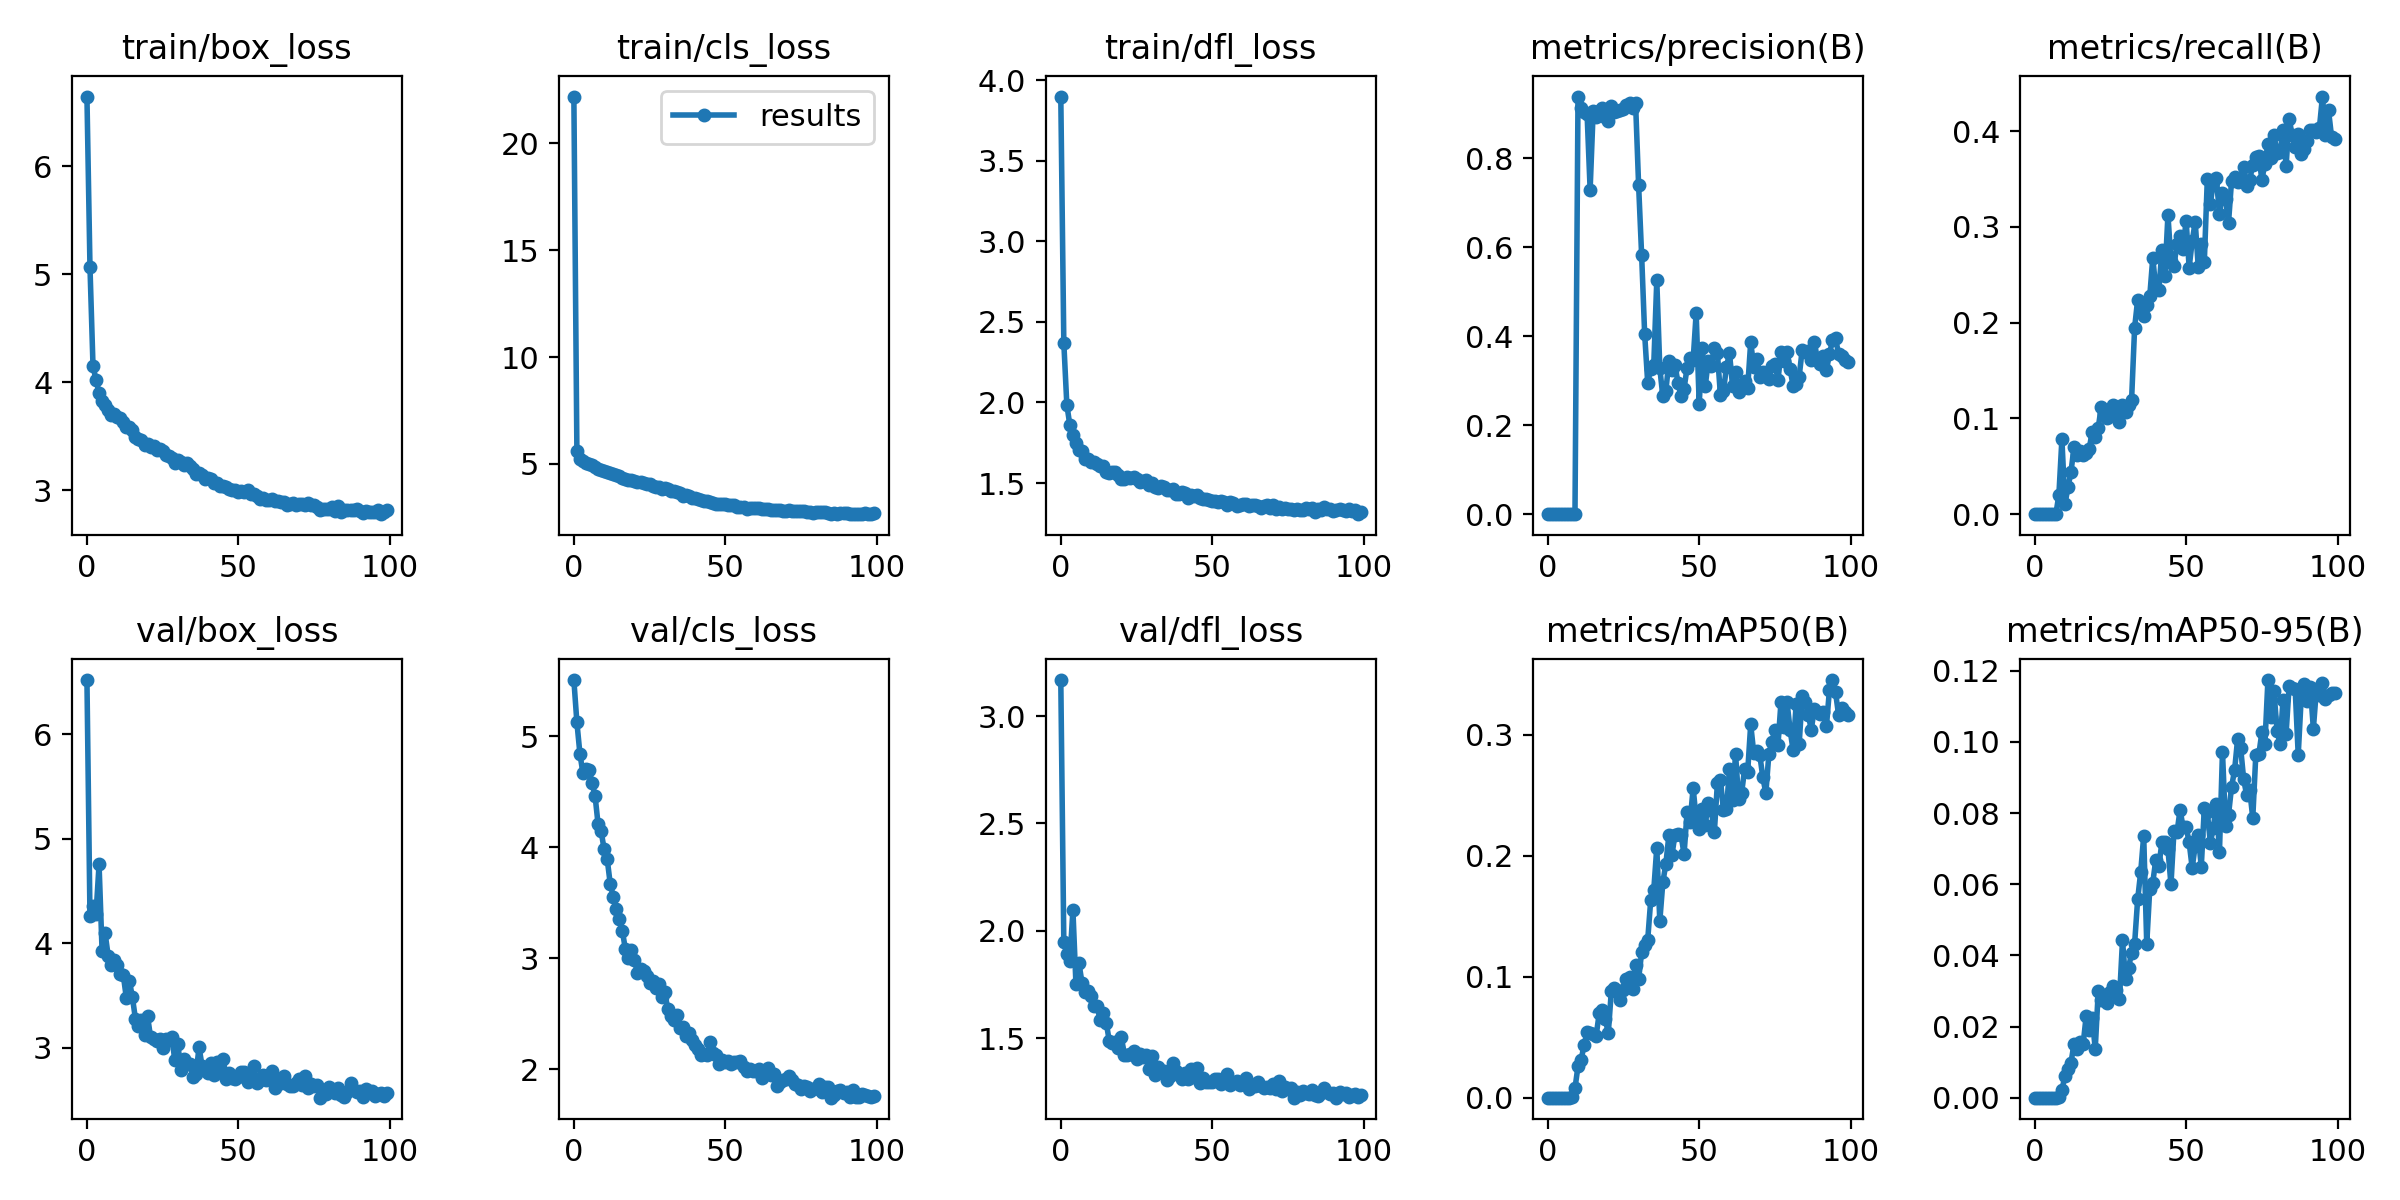 train/box_loss
6
5
4
3
0 50 100
train/cls_loss
results
20
15
10
5
0 50 100
train/dfl_loss
4.0
3.5
3.0
2.5
2.0
1.5
0 50 100
metrics/precision(B)
0.8
0.6
0.4
0.2
0.0
0 50 100
metrics/recall(B)
0.4
0.3
0.2
0.1
0.0
0 50 100
val/box_loss
6
5
4
3
0 50 100
val/cls_loss
5
4
3
2
0 50 100
val/dfl_loss
3.0
2.5
2.0
1.5
0 50 100
metrics/mAP50(B)
0.3
0.2
0.1
0.0
0 50 100
metrics/mAP50-95(B)
0.12
0.10
0.08
0.06
0.04
0.02
0.00
0 50 100